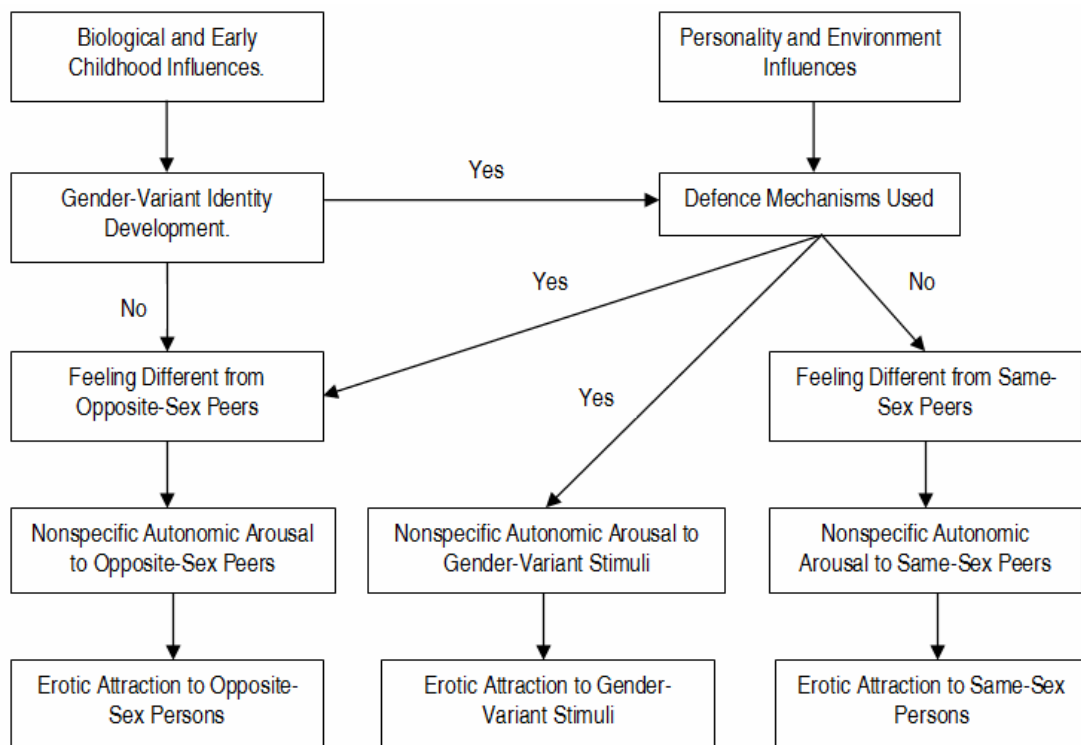 Biological and Early
Childhood Influences.
Personality and Environment
Influences
Gender-Variant Identity
Development.
Yes
Defence Mechanisms Used
No
Yes
No
Feeling Different from
Opposite-Sex Peers
Yes
Feeling Different from Same-
Sex Peers
Nonspecific Autonomic Arousal
to Opposite-Sex Peers
Nonspecific Autonomic Arousal to
Gender-Variant Stimuli
Nonspecific Autonomic
Arousal to Same-Sex Peers
Erotic Attraction to Opposite-
Sex Persons
Erotic Attraction to Gender-
Variant Stimuli
Erotic Attraction to Same-Sex
Persons